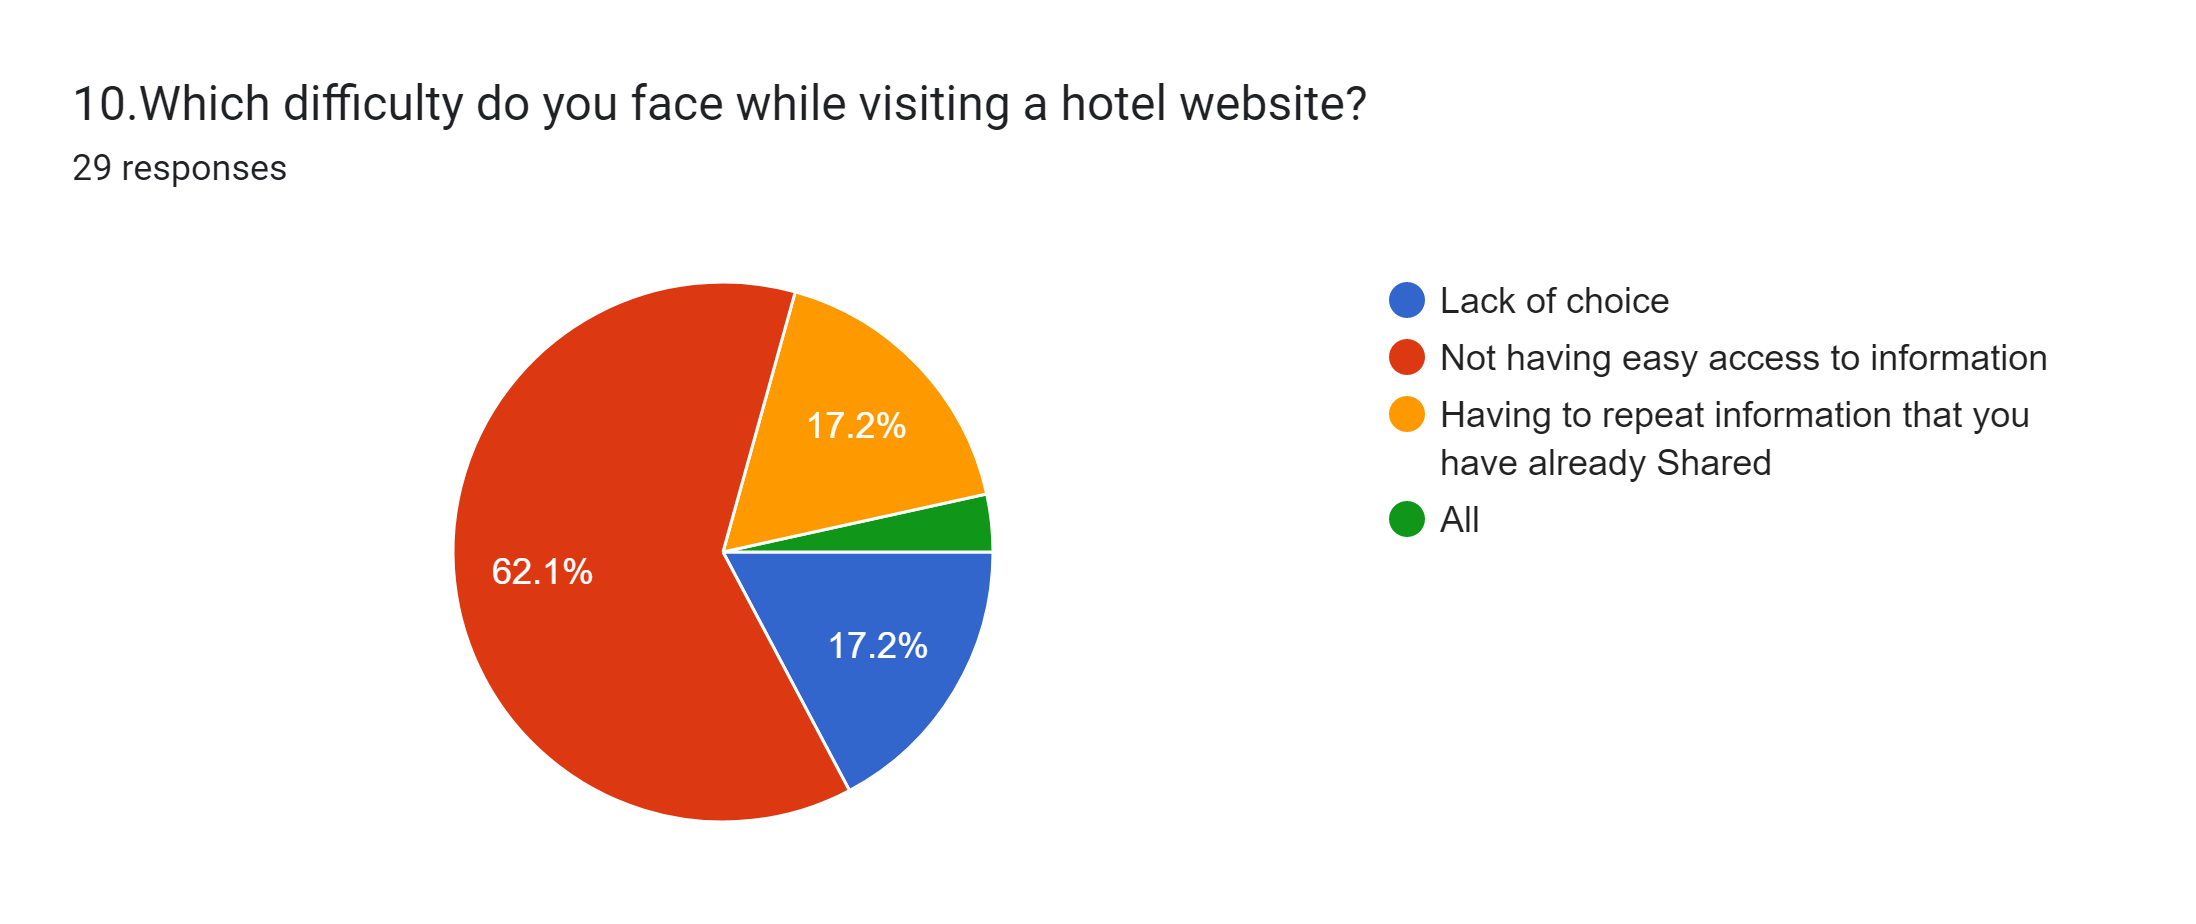 10.Which difficulty do you face while visiting a hotel website?
29 responses
17.2%
62.1%
17.2%
Lack of choice
Not having easy access to information
Having to repeat information that you
have already Shared
All